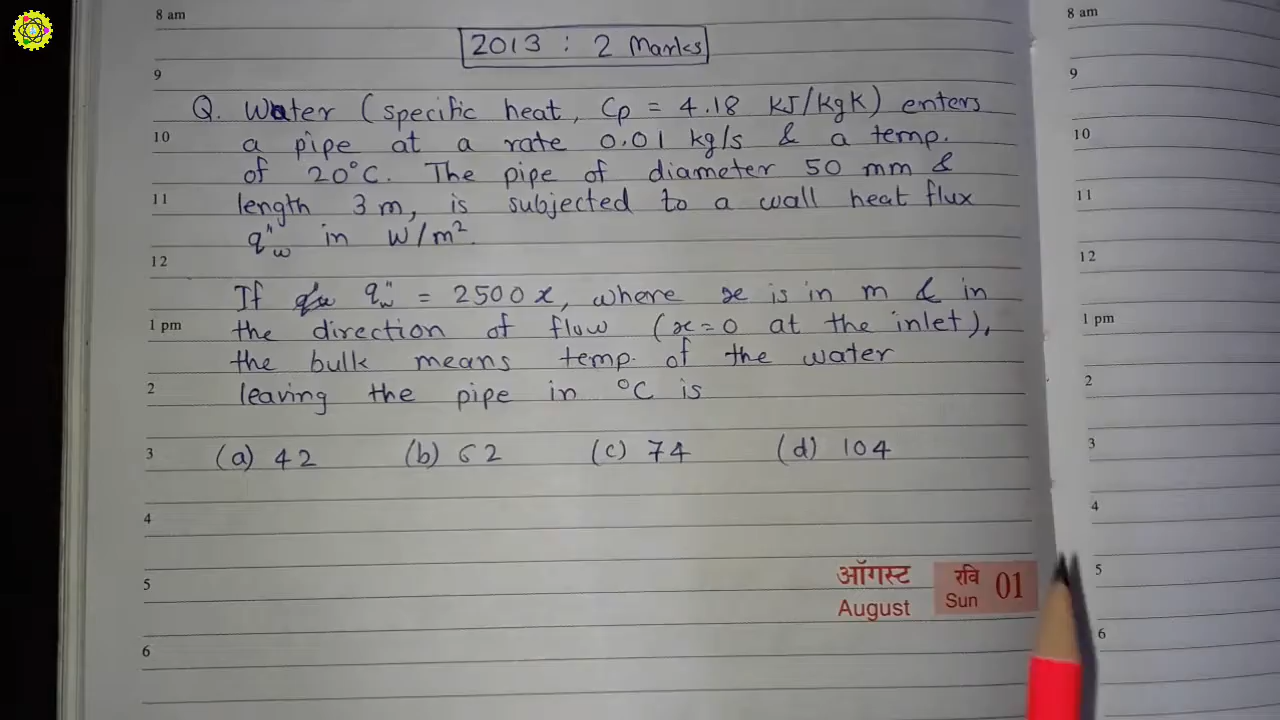 8 am
2013 : 2 Marks
9
Q. Water (specific heat, Cp = 4.18 KJ/KgK) enters
10
a pipe at a rate 0.01 kg/s & a temp.
of 20°C. The pipe of diameter 50 mm &
11
length 3 m, is subjected to a wall heat flux
q"w in W/m².
12
If q"w = 2500 x, where x is in m & in
1 pm
the direction of flow (x=0 at the inlet),
the bulk means temp. of the water
2
leaving the pipe in °C is
3
(a) 42 (b) 62 (c) 74 (d) 104
4
5
ऑगस्ट रवि 01
August Sun
6
8 am
9
10
11
12
1 pm
2
3
4
5
6